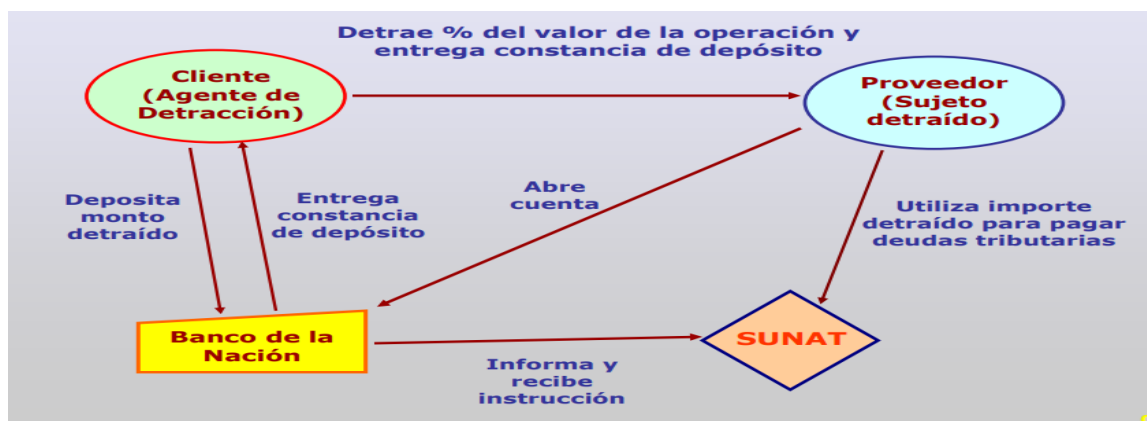 Detrae % del valor de la operación y
entrega constancia de depósito
Cliente
(Agente de
Detracción)
Proveedor
(Sujeto
detraído)
Deposita
monto
detraído
Entrega
constancia
de depósito
Abre
cuenta
Utiliza importe
detraído para pagar
deudas tributarias
Banco de la
Nación
SUNAT
Informa y
recibe
instrucción